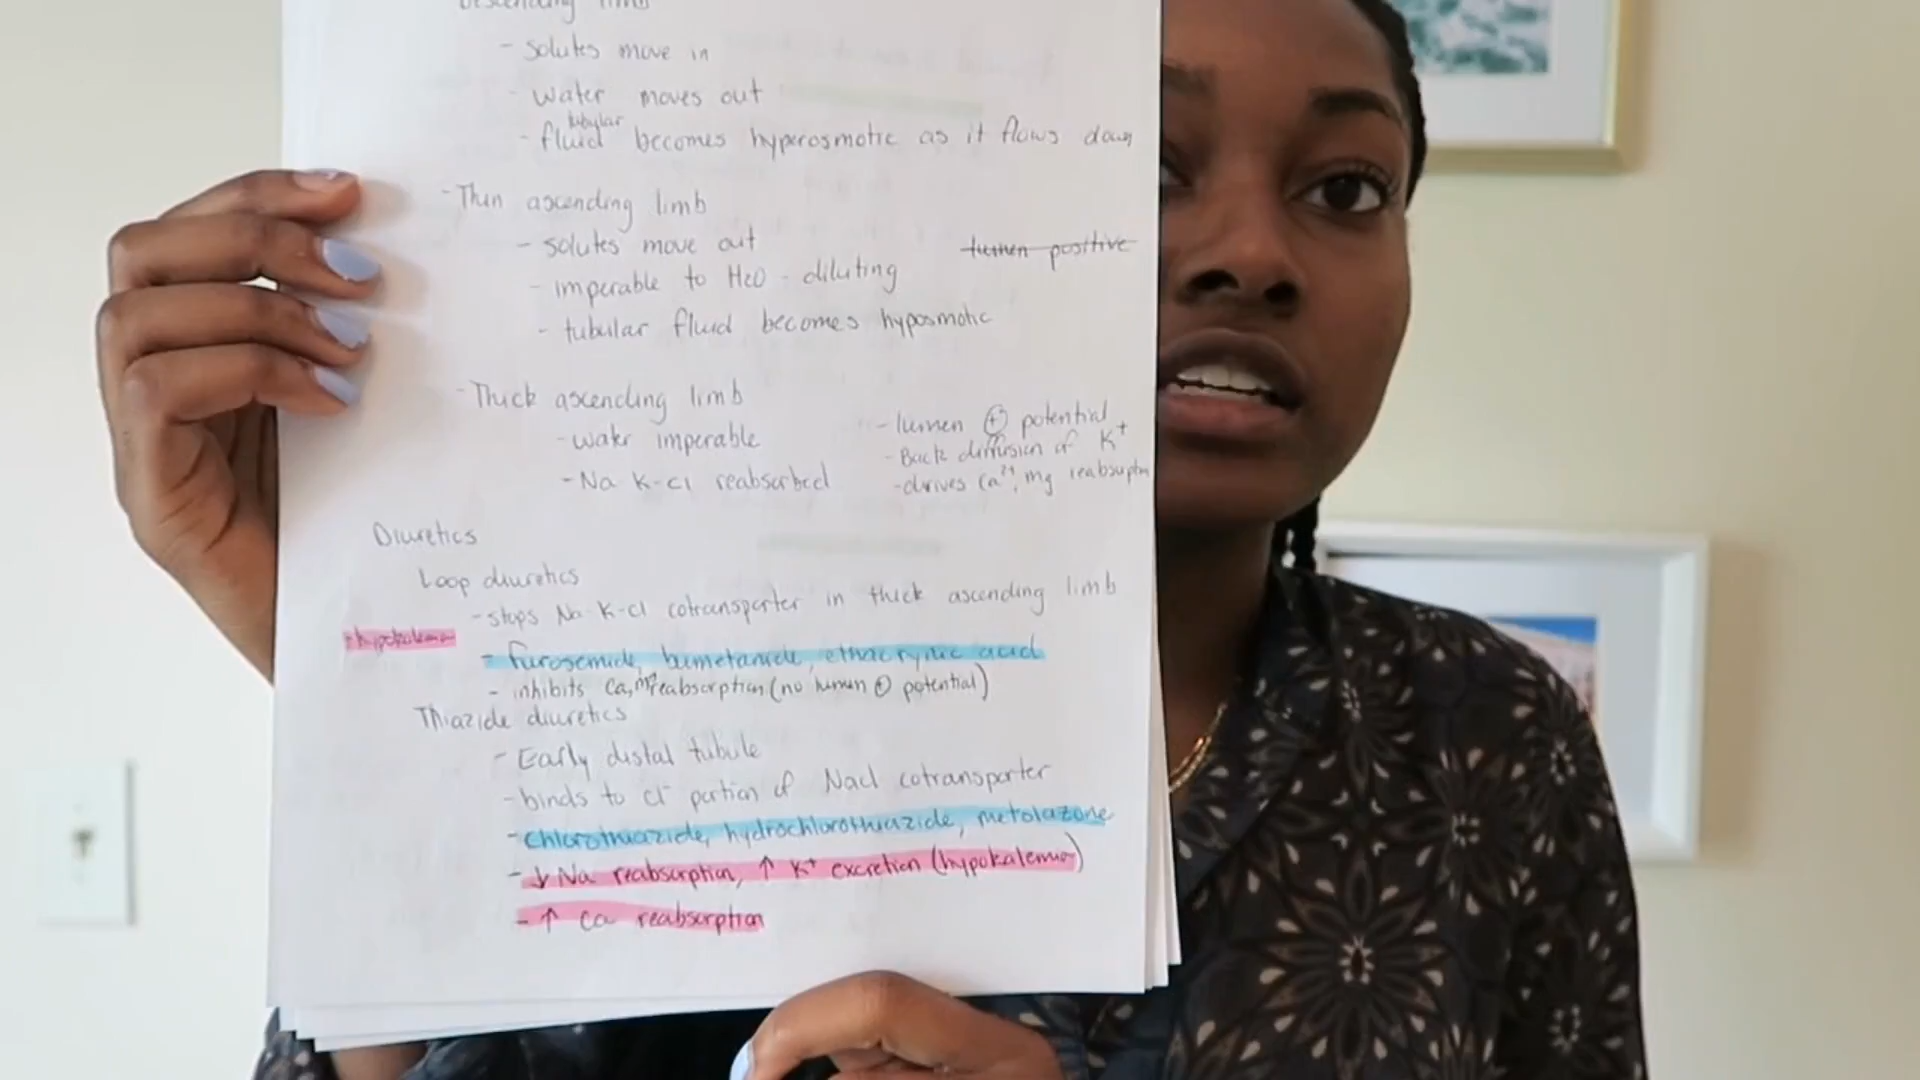 Descending limb
- solutes move in
- water moves out
- fluid tubular becomes hyperosmotic as it flows down
- Thin ascending limb
- solutes move out
lumen positive
- imperable to H2O - diluting
- tubular fluid becomes hyposmotic
- Thick ascending limb
- water imperable
- Na K-Cl reabsorbed
- lumen ⊕ potential
- Back diffusion of K+
- drives Ca2+, mg reabsorptn
Diuretics
Loop diuretics
- stops Na-K-Cl cotransporter in thick ascending limb
hypokalemia
- furosemide, bumetanide, ethacrynic acid
- inhibits Ca, mg reabsorption (no lumen ⊕ potential)
Thiazide diuretics
- Early distal tubule
- binds to Cl- portion of NaCl cotransporter
- chlorothiazide, hydrochlorothiazide, metolazone
- ↓ Na reabsorption, ↑ K+ excretion (hypokalemia)
- ↑ Ca reabsorption